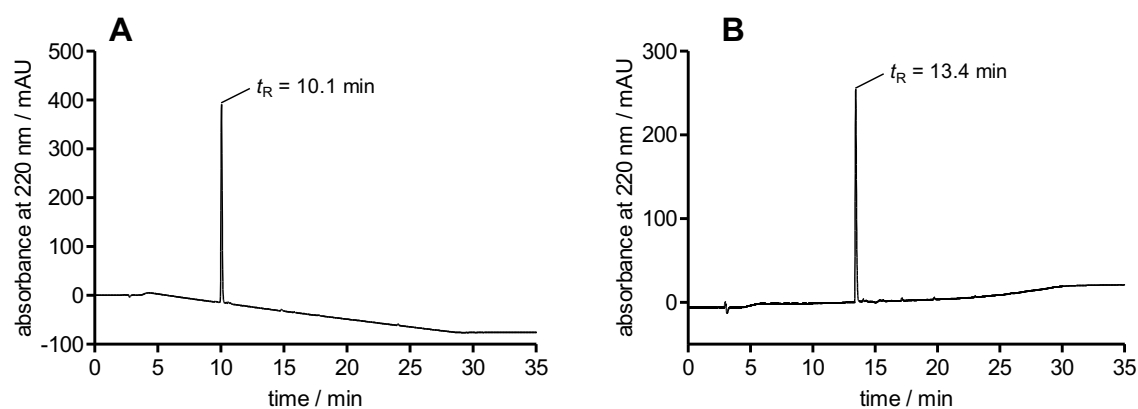 A
500
400
300
200
100
0
-100
absorbance at 220 nm / mAU
tR = 10.1 min
0 5 10 15 20 25 30 35
time / min
B
300
200
100
0
absorbance at 220 nm / mAU
tR = 13.4 min
0 5 10 15 20 25 30 35
time / min